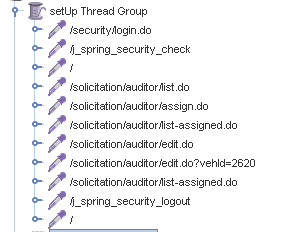 setUp Thread Group
/security/login.do
/j_spring_security_check
/
/solicitation/auditor/list.do
/solicitation/auditor/assign.do
/solicitation/auditor/list-assigned.do
/solicitation/auditor/edit.do
/solicitation/auditor/edit.do?vehId=2620
/solicitation/auditor/list-assigned.do
/j_spring_security_logout
/